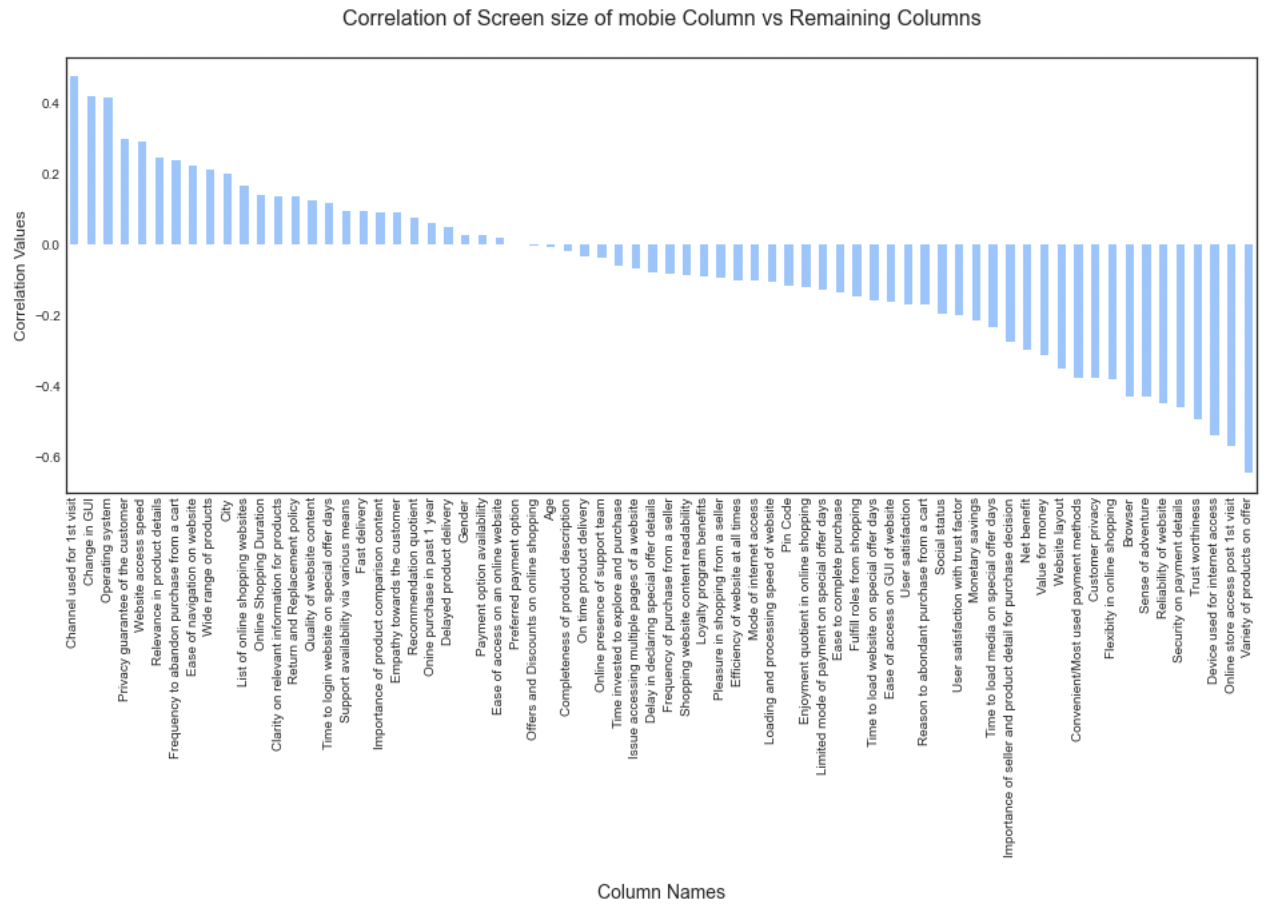 Correlation of Screen size of mobie Column vs Remaining Columns
Correlation Values
0.4
0.2
0.0
−0.2
−0.4
−0.6
Channel used for 1st visit
Change in GUI
Operating system
Privacy guarantee of the customer
Website access speed
Relevance in product details
Frequency to abandon purchase from a cart
Ease of navigation on website
Wide range of products
City
List of online shopping websites
Online Shopping Duration
Clarity on relevant information for products
Return and Replacement policy
Quality of website content
Time to login website on special offer days
Support availability via various means
Fast delivery
Importance of product comparison content
Empathy towards the customer
Recommendation quotient
Onine purchase in past 1 year
Delayed product delivery
Gender
Payment option availability
Ease of access an online website
Preferred payment option
Offers and Discounts on online shopping
Age
Completeness of product description
On time product delivery
Online presence of support team
Time invested to explore and purchase
Issue accessing multiple pages of a website
Delay in declaring special offer details
Frequency of purchase from a seller
Shopping website content readability
Loyalty program benefits
Pleasure in shopping from a seller
Efficiency of website at all times
Mode of internet access
Loading and processing speed of website
Pin Code
Enjoyment quotient in online shopping
Limited mode of payment on special offer days
Ease to complete purchase
Fulfill roles from shopping
Time to load website on special offer days
Ease of access on GUI of website
User satisfaction
Reason to abondant purchase from a cart
Social status
User satisfaction with trust factor
Monetary savings
Time to load media on special offer days
Importance of seller and product detail for purchase decision
Net benefit
Value for money
Website layout
Convenient/Most used payment methods
Customer privacy
Flexibity in online shopping
Browser
Sense of adventure
Reliability of website
Security on payment details
Trust worthiness
Device used for internet access
Online store access post 1st visit
Variety of products on offer
Column Names